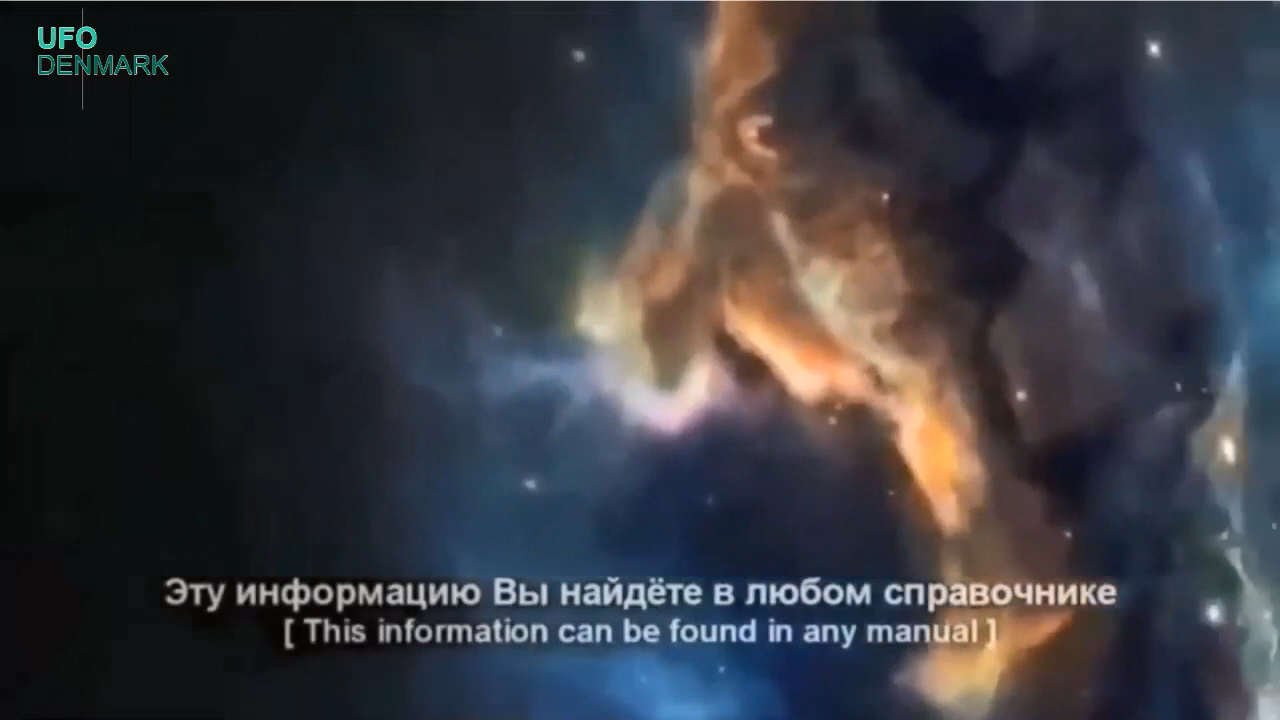 UFO
DENMARK
Эту информацию Вы найдёте в любом справочнике
[ This information can be found in any manual ]